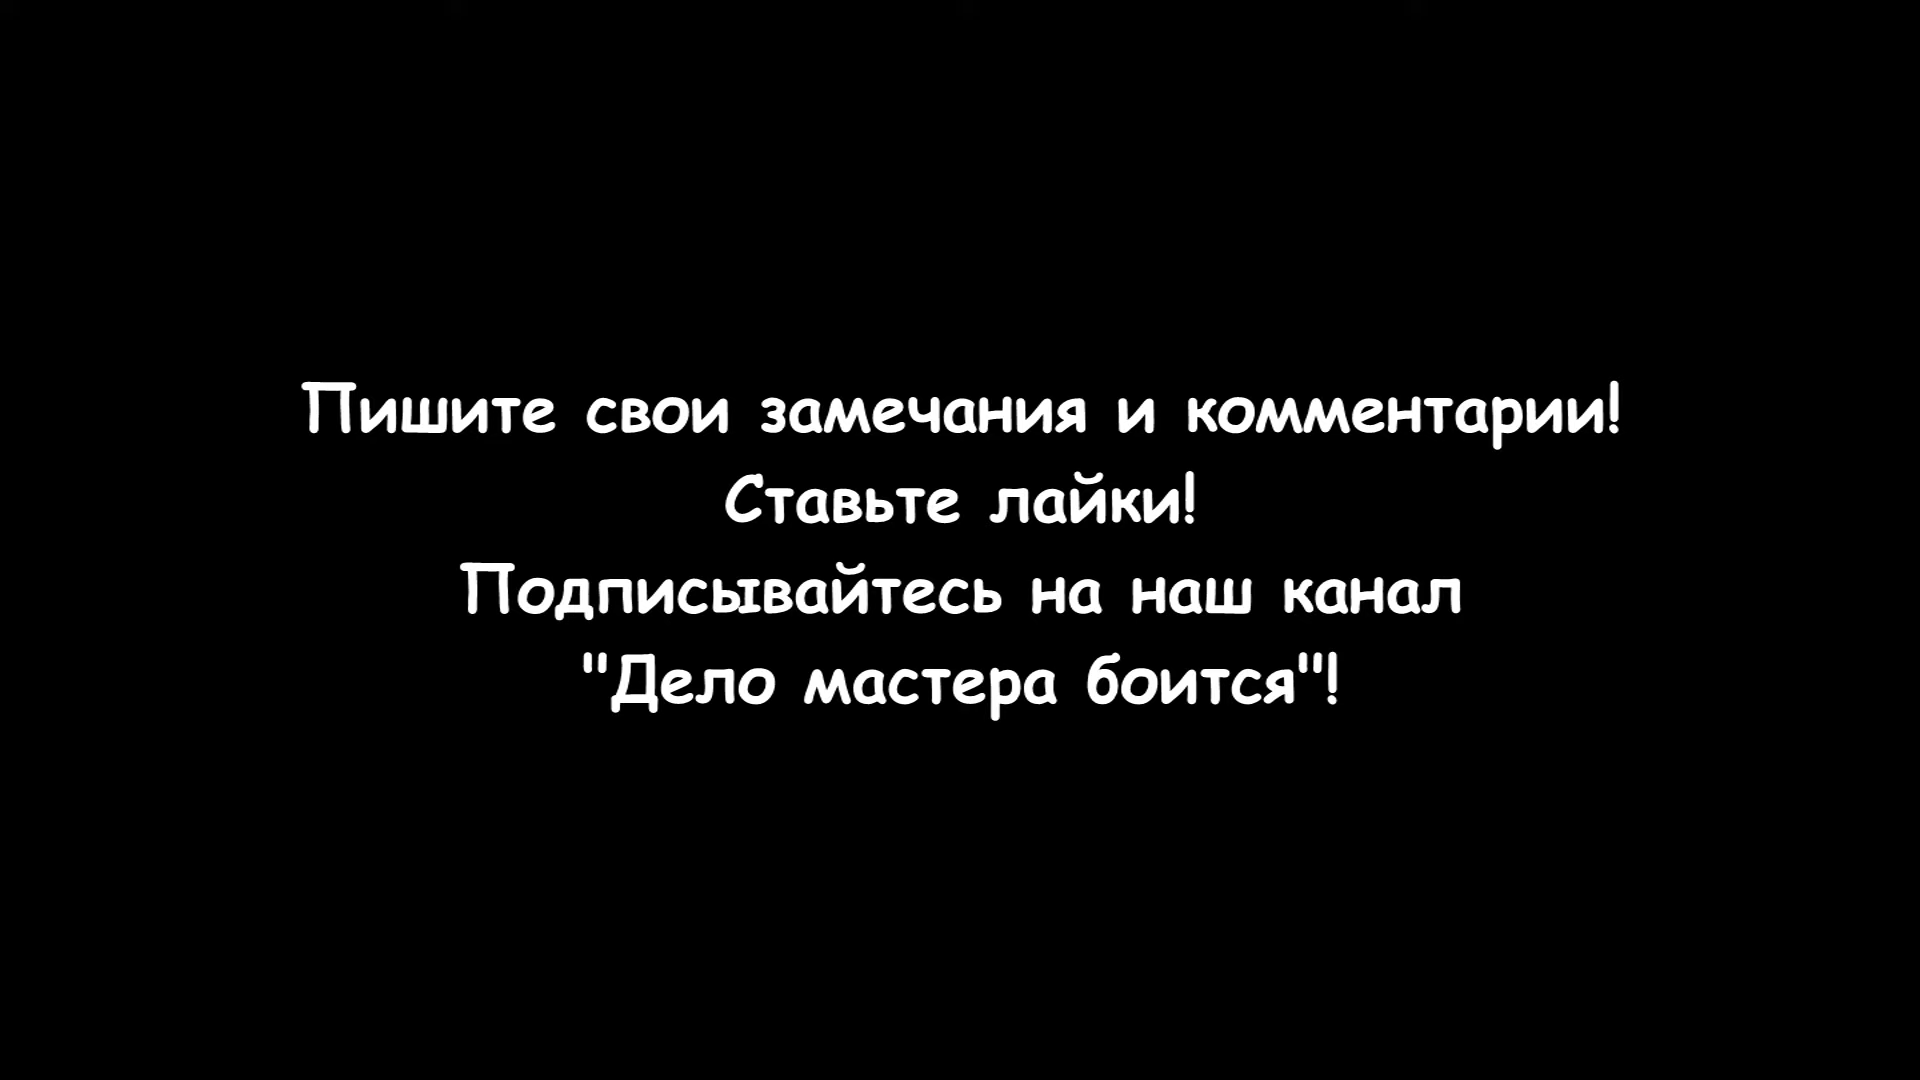 Пишите свои замечания и комментарии!
Ставьте лайки!
Подписывайтесь на наш канал
"Дело мастера боится"!